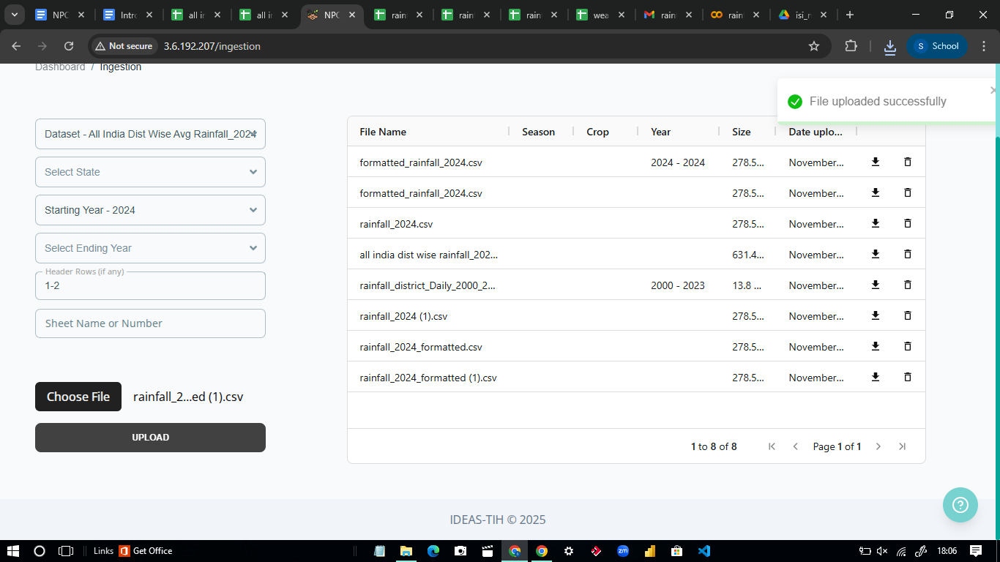 NPC
Intro
all in
all in
NPC
rain
rain
rain
wea
rain
rain
isi_r
Not secure
3.6.192.207/ingestion
S
School
Dashboard / Ingestion
File uploaded successfully
Dataset - All India Dist Wise Avg Rainfall_2024
Select State
Starting Year - 2024
Select Ending Year
Header Rows (if any)
1-2
Sheet Name or Number
Choose File
rainfall_2...ed (1).csv
UPLOAD
File Name Season Crop Year Size Date uplo...
formatted_rainfall_2024.csv 2024 - 2024 278.5... November...
formatted_rainfall_2024.csv 278.5... November...
rainfall_2024.csv 278.5... November...
all india dist wise rainfall_202... 631.4... November...
rainfall_district_Daily_2000_2... 2000 - 2023 13.8 ... November...
rainfall_2024 (1).csv 278.5... November...
rainfall_2024_formatted.csv 278.5... November...
rainfall_2024_formatted (1).csv 278.5... November...
1 to 8 of 8 Page 1 of 1
IDEAS-TIH © 2025
Links Get Office
zm
18:06